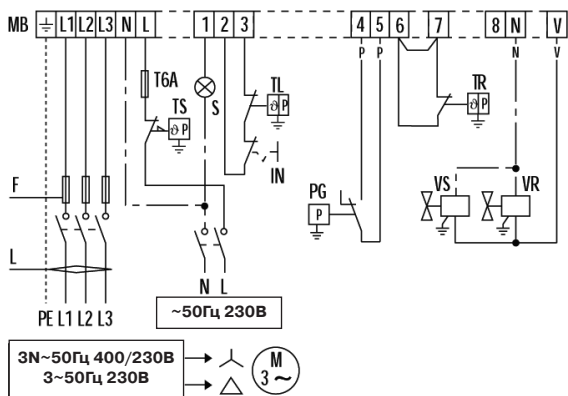 MB L1 L2 L3 N L 1 2 3 4 5 6 7 8 N V
P P N V
T6A
TS
ϑ P
S
TL
ϑ P
IN
TR
ϑ P
F
PG
P
VS
VR
L
N L
PE L1 L2 L3
~50Гц 230В
3N~50Гц 400/230В
3~50Гц 230В
M
3~